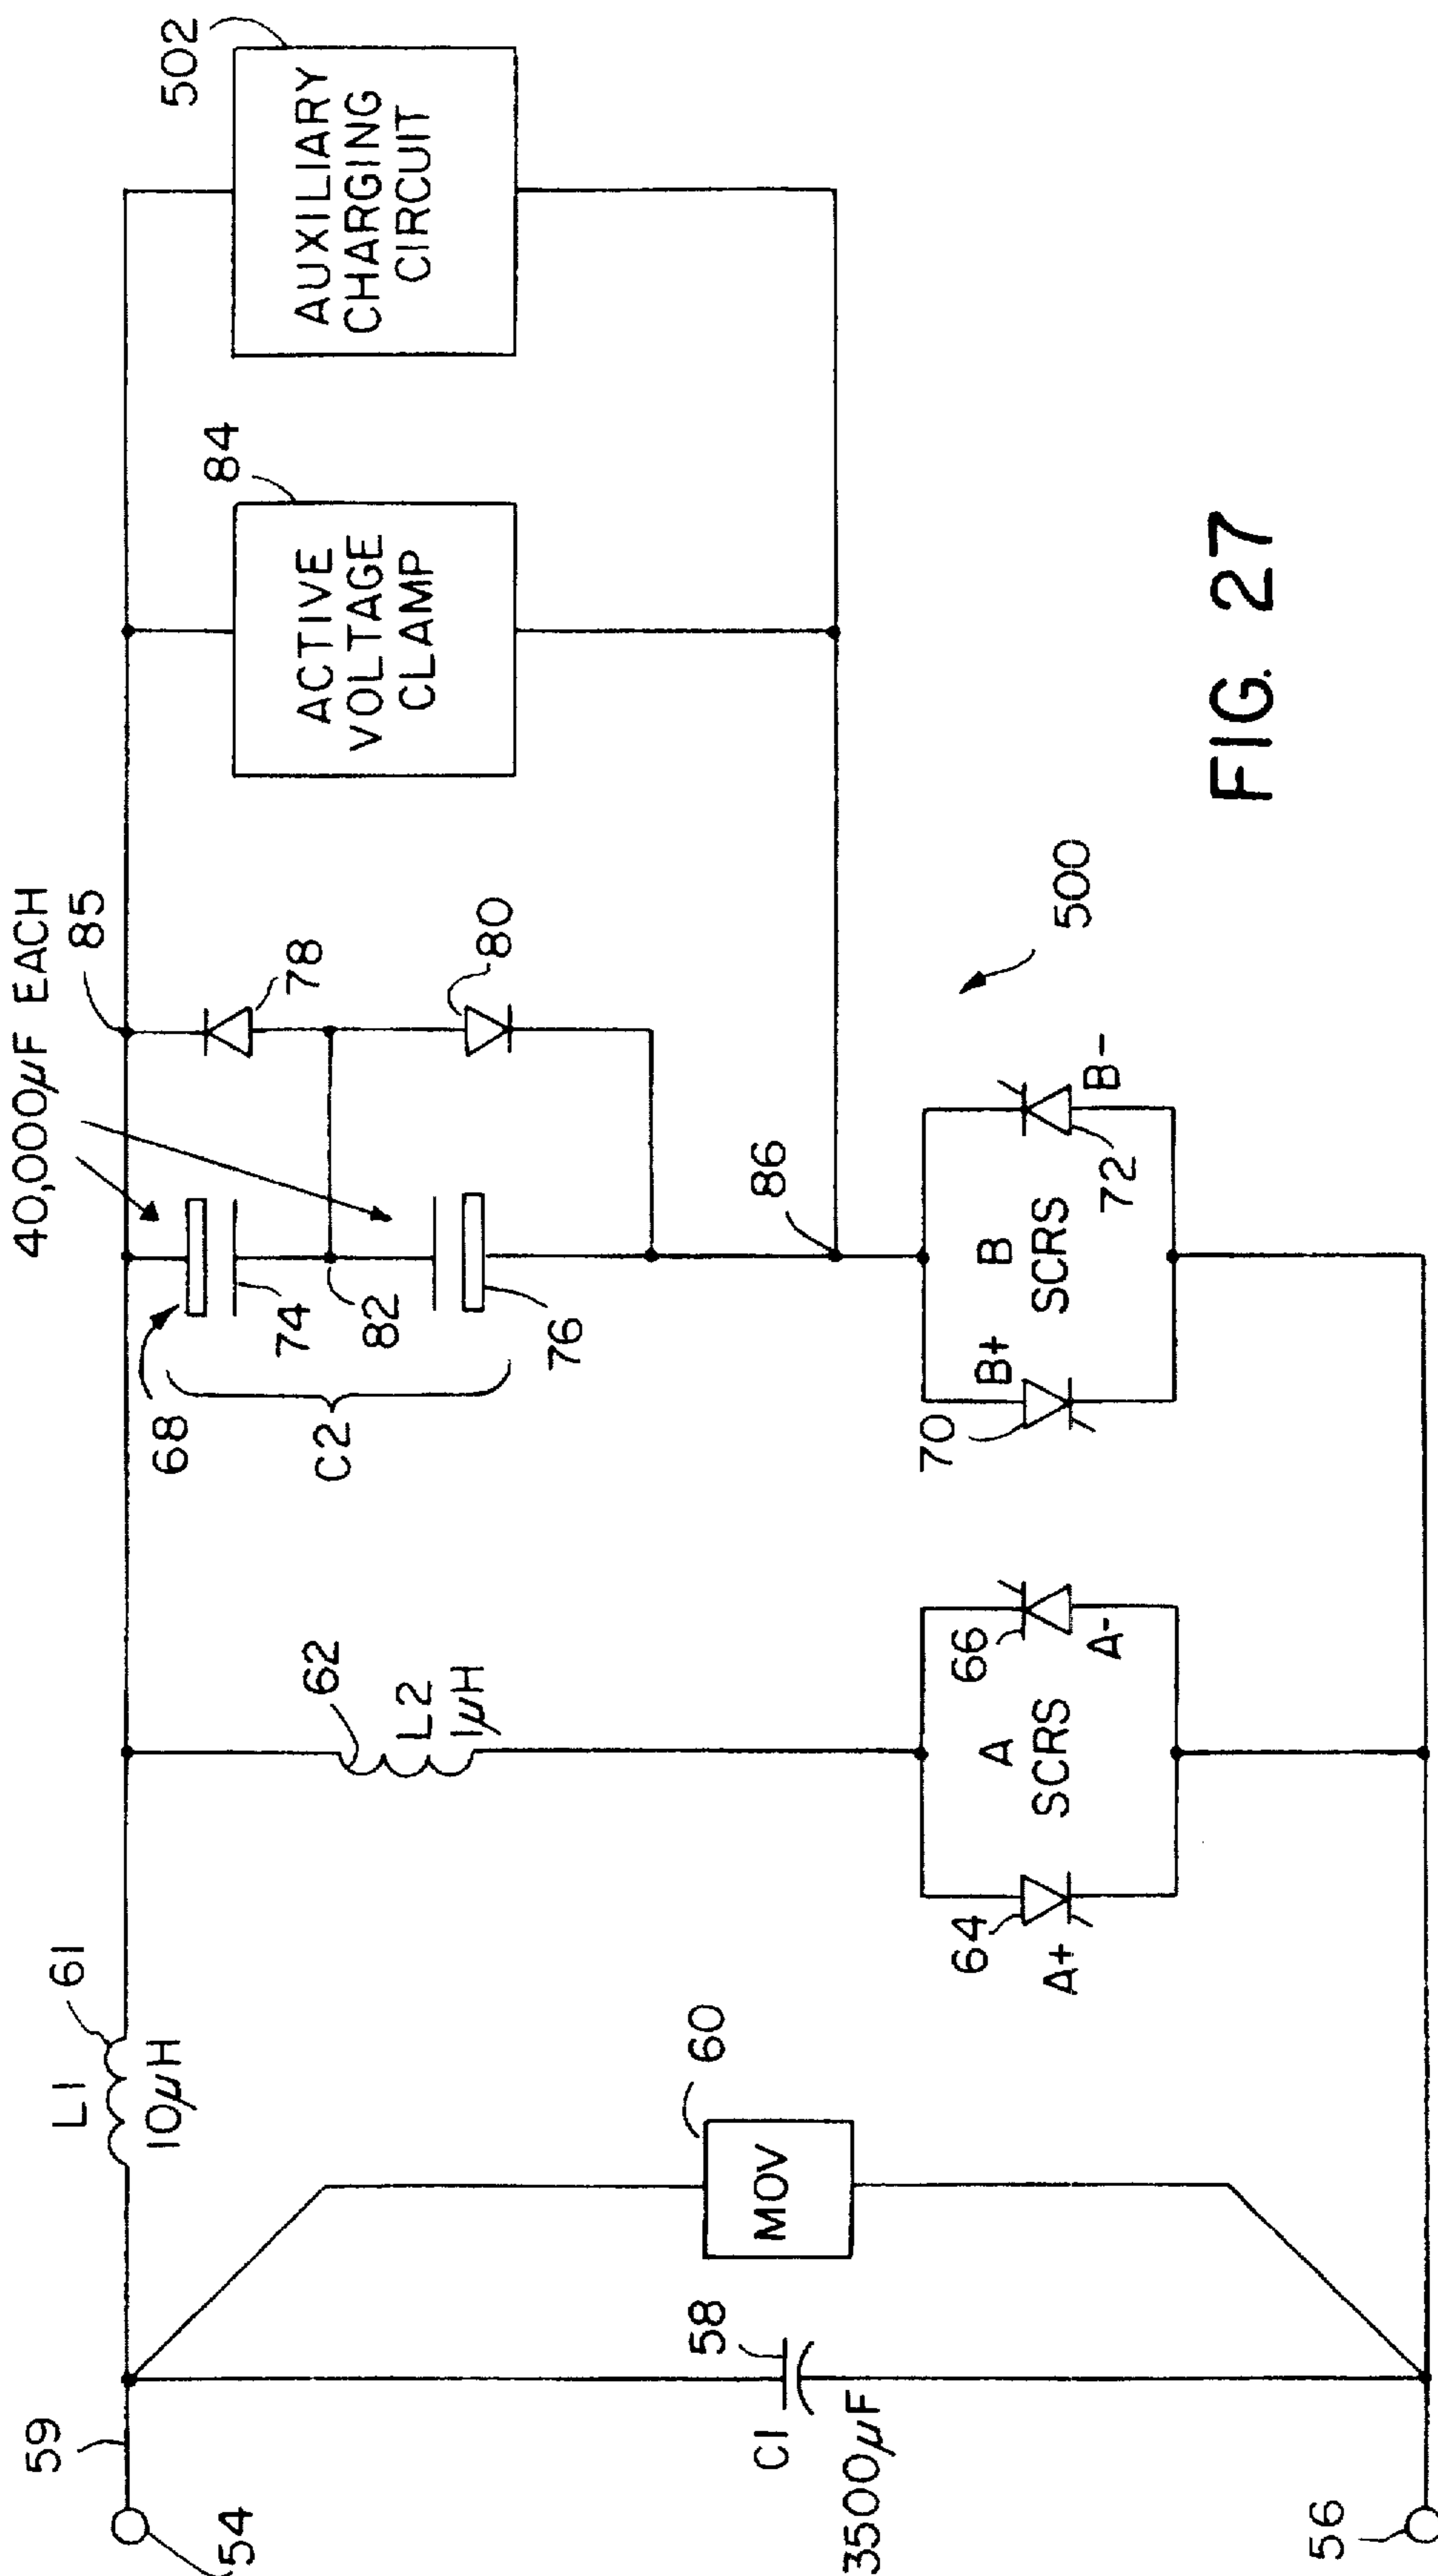 54
59
L1
10µH
61
C1
58
3500µF
MOV
60
56
62
L2
1µH
64
A+
A
SCRS
66
A-
40,000µF EACH
85
68
74
82
C2
76
78
80
86
70
B+
B
SCRS
72
B-
500
ACTIVE
VOLTAGE
CLAMP
84
AUXILIARY
CHARGING
CIRCUIT
502
FIG. 27